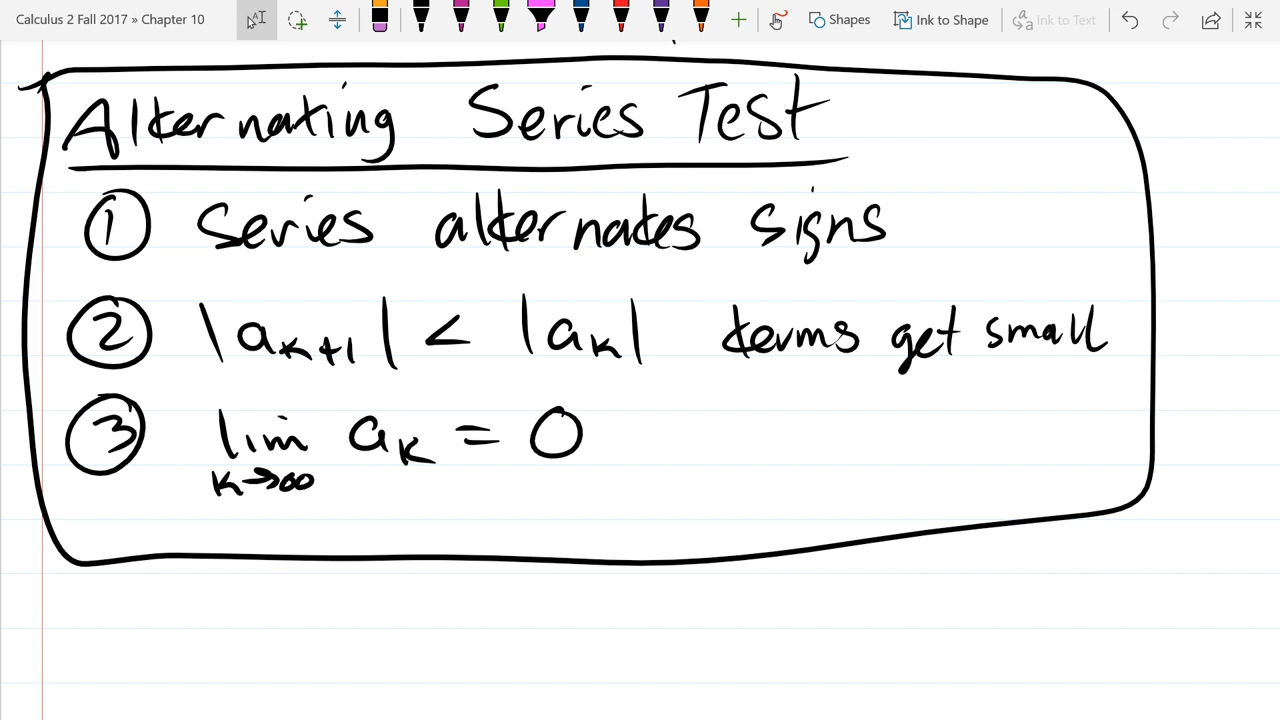 Calculus 2 Fall 2017 » Chapter 10
Shapes
Ink to Shape
Ink to Text
Alternating Series Test
① Series alternates signs
② |aₖ₊₁| < |aₖ| terms get small
③ lim aₖ = 0
k→∞